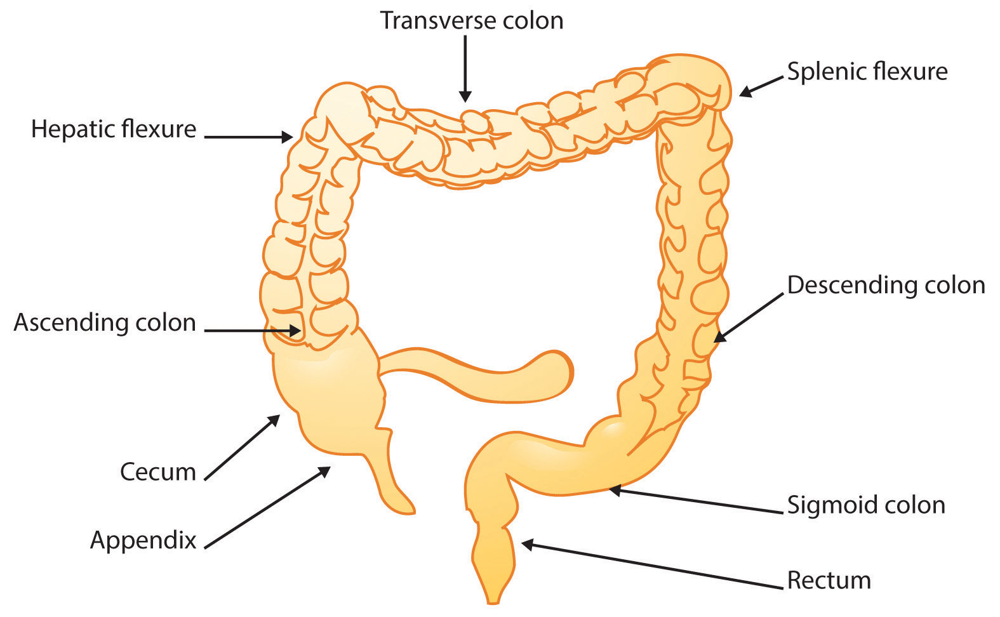 Transverse colon
Splenic flexure
Hepatic flexure
Descending colon
Ascending colon
Cecum
Sigmoid colon
Appendix
Rectum